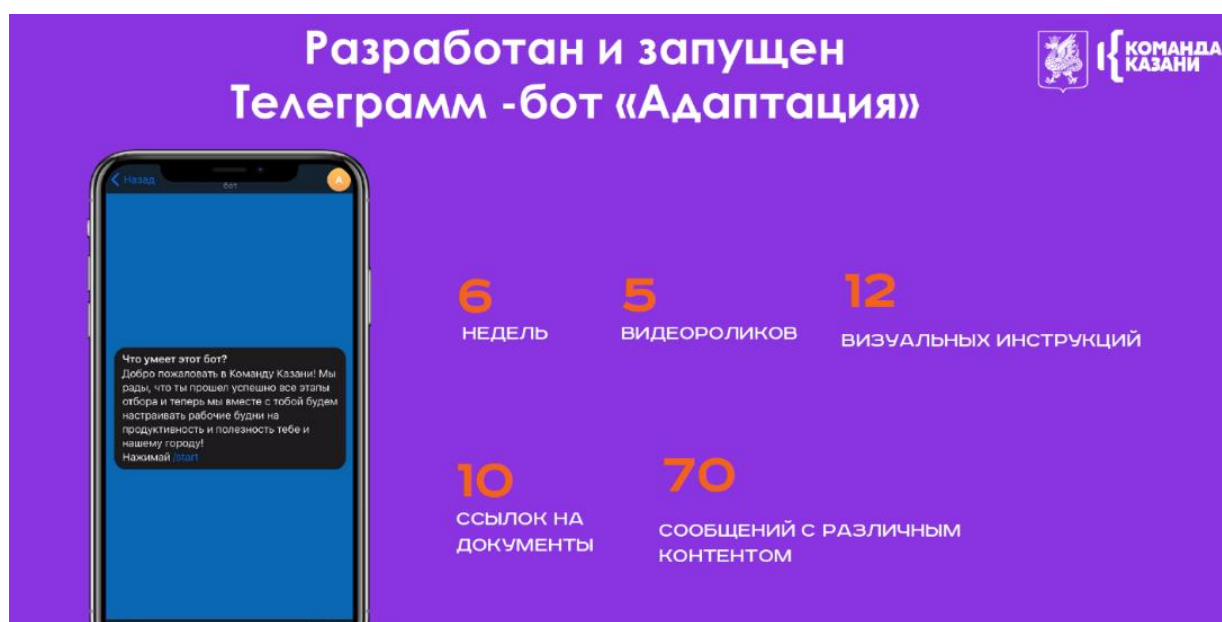 Разработан и запущен
Телеграмм -бот «Адаптация»
КОМАНДА
КАЗАНИ
Назад
бот
А
Что умеет этот бот?
Добро пожаловать в Команду Казани! Мы
рады, что ты прошел успешно все этапы
отбора и теперь мы вместе с тобой будем
настраивать рабочие будни на
продуктивность и полезность тебе и
нашему городу!
Нажимай /start
6
НЕДЕЛЬ
5
ВИДЕОРОЛИКОВ
12
ВИЗУАЛЬНЫХ ИНСТРУКЦИЙ
10
ССЫЛОК НА
ДОКУМЕНТЫ
70
СООБЩЕНИЙ С РАЗЛИЧНЫМ
КОНТЕНТОМ